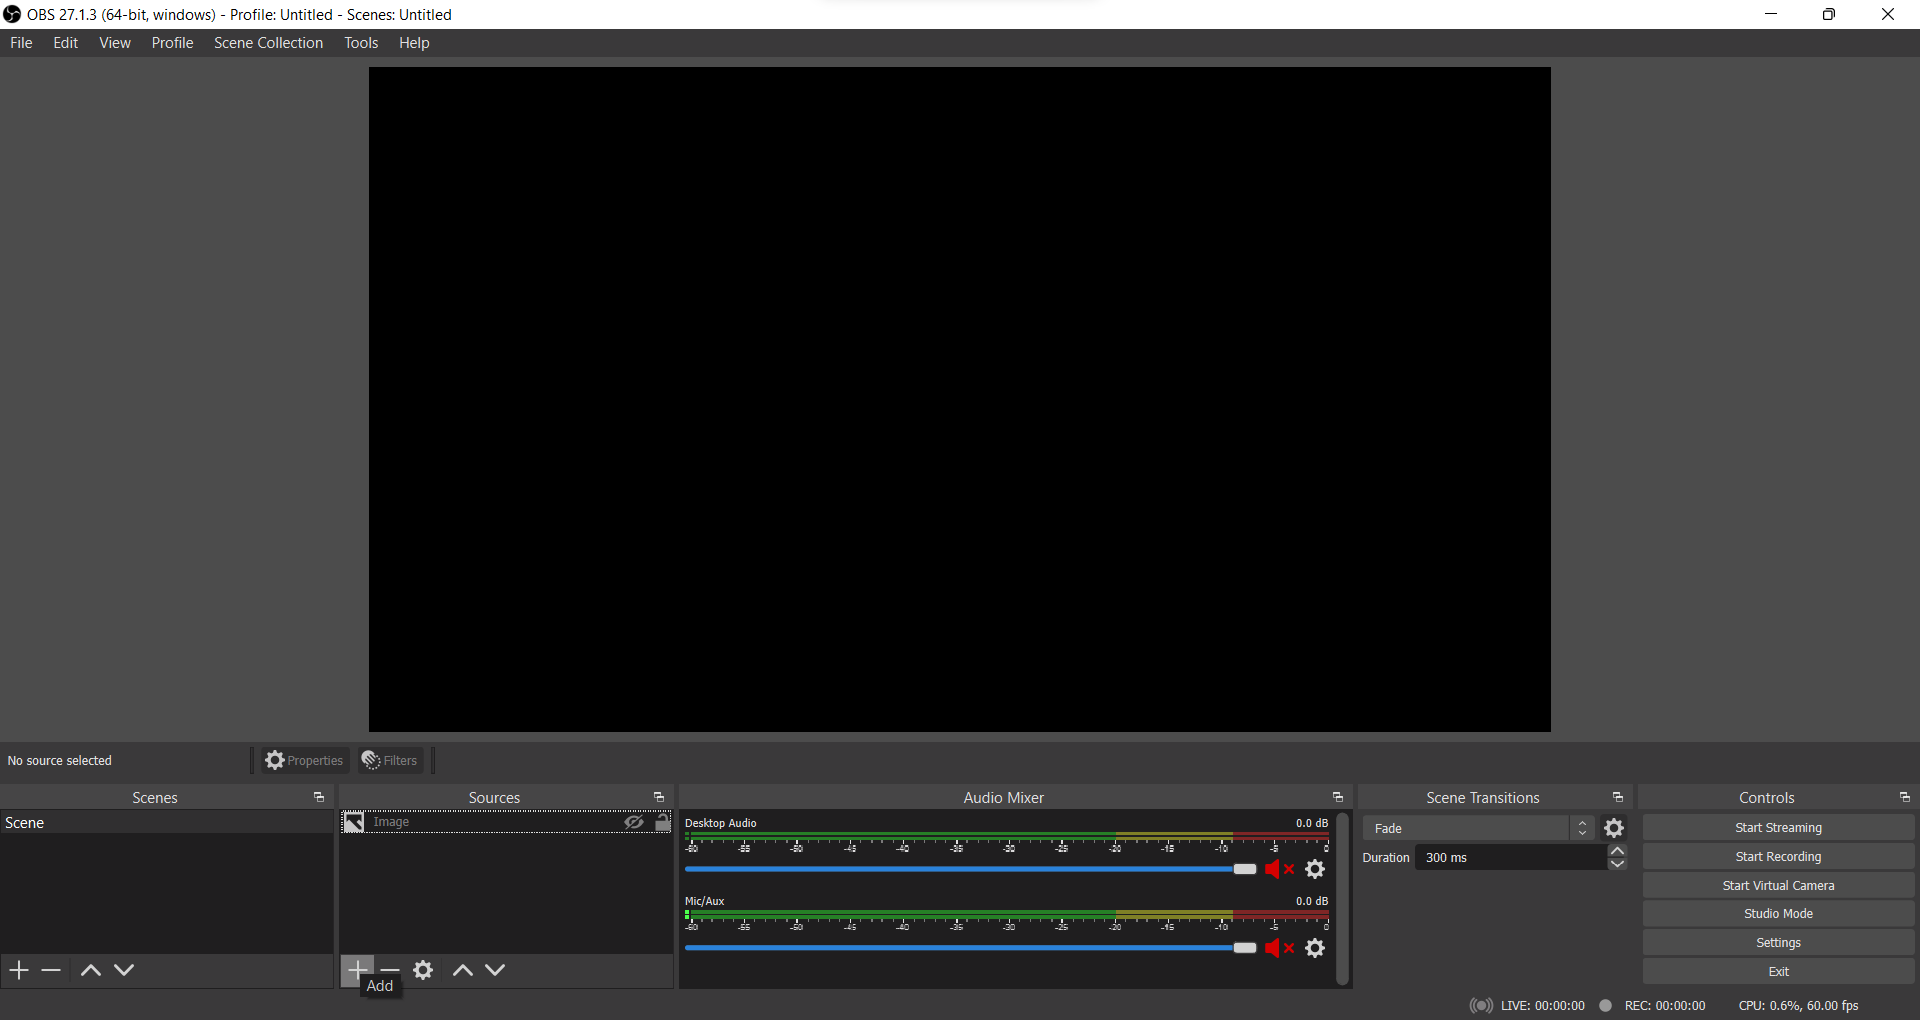 OBS 27.1.3 (64-bit, windows) - Profile: Untitled - Scenes: Untitled
File Edit View Profile Scene Collection Tools Help
No source selected
Properties
Filters
Scenes
Scene
Sources
Image
Add
Audio Mixer
Desktop Audio 0.0 dB
-60 -55 -50 -45 -40 -35 -30 -25 -20 -15 -10 -5 0
Mic/Aux 0.0 dB
-60 -55 -50 -45 -40 -35 -30 -25 -20 -15 -10 -5 0
Scene Transitions
Fade
Duration 300 ms
Controls
Start Streaming
Start Recording
Start Virtual Camera
Studio Mode
Settings
Exit
LIVE: 00:00:00 REC: 00:00:00 CPU: 0.6%, 60.00 fps